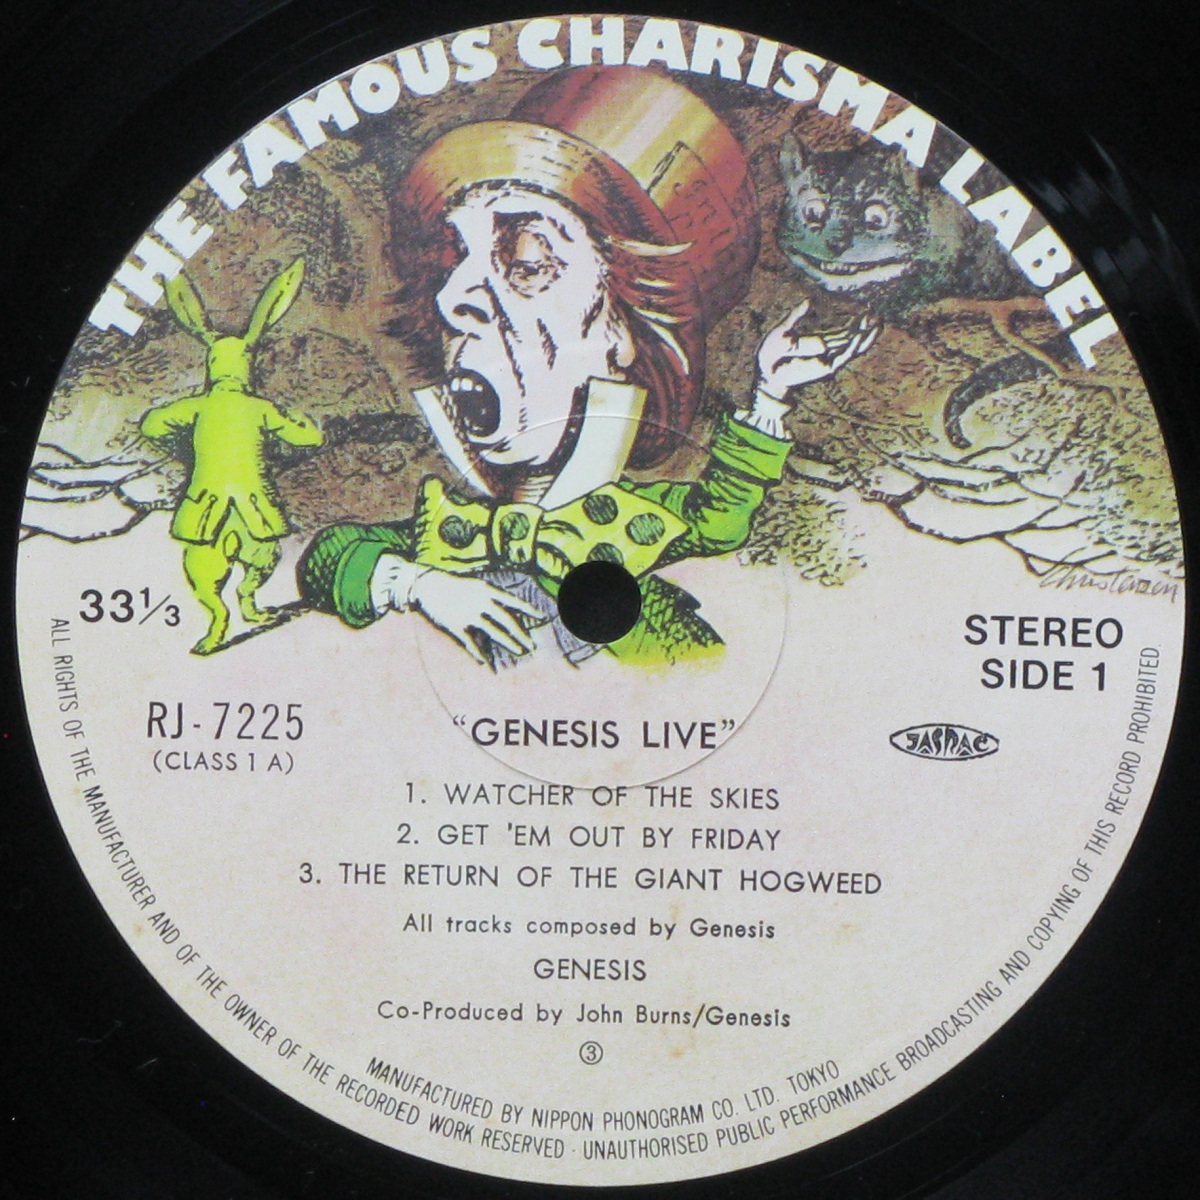 THE FAMOUS CHARISMA LABEL
Christensen
33 1/3
STEREO
SIDE 1
RJ-7225
(CLASS 1 A)
JASRAC
“GENESIS LIVE”
1. WATCHER OF THE SKIES
2. GET 'EM OUT BY FRIDAY
3. THE RETURN OF THE GIANT HOGWEED
All tracks composed by Genesis
GENESIS
Co-Produced by John Burns/Genesis
③
MANUFACTURED BY NIPPON PHONOGRAM CO. LTD. TOKYO
ALL RIGHTS OF THE MANUFACTURER AND OF THE OWNER OF THE RECORDED WORK RESERVED · UNAUTHORISED PUBLIC PERFORMANCE BROADCASTING AND COPYING OF THIS RECORD PROHIBITED.